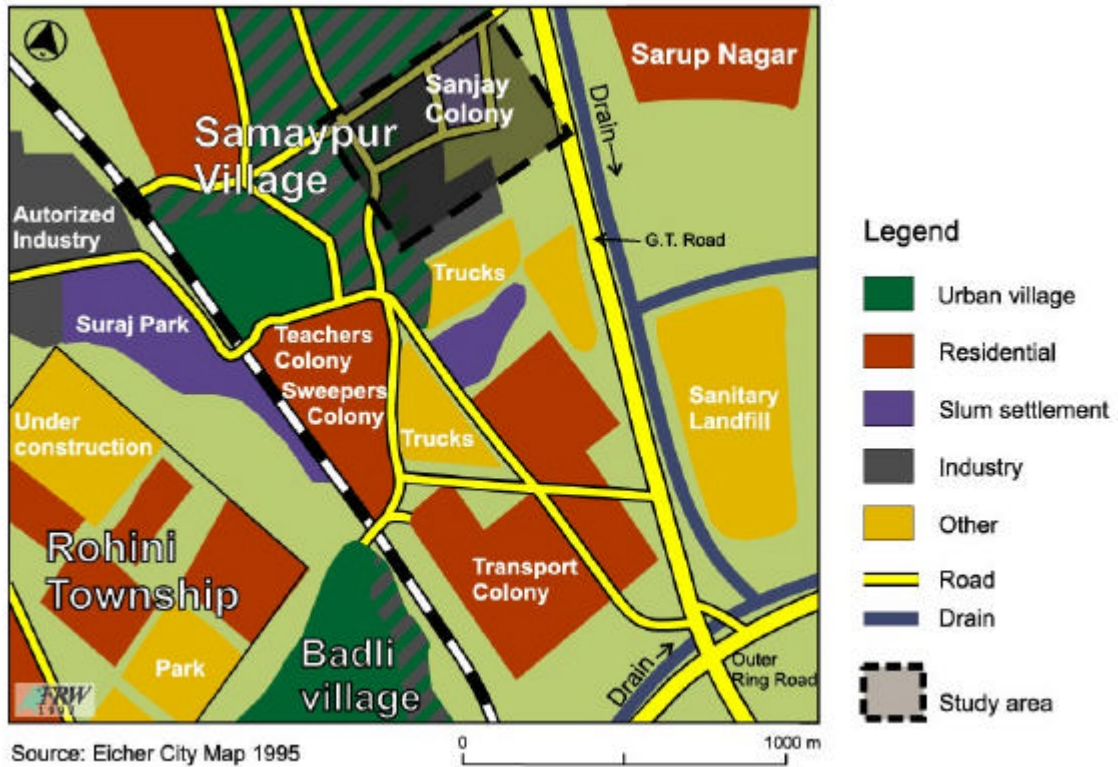 Sarup Nagar
Sanjay
Colony
Drain
Samaypur
Village
Autorized
Industry
G.T. Road
Trucks
Suraj Park
Teachers
Colony
Sweepers
Colony
Sanitary
Landfill
Under
construction
Trucks
Rohini
Township
Transport
Colony
Park
Badli
village
Drain
Outer
Ring Road
FRW
Legend
Urban village
Residential
Slum settlement
Industry
Other
Road
Drain
Study area
Source: Eicher City Map 1995
0
1000 m